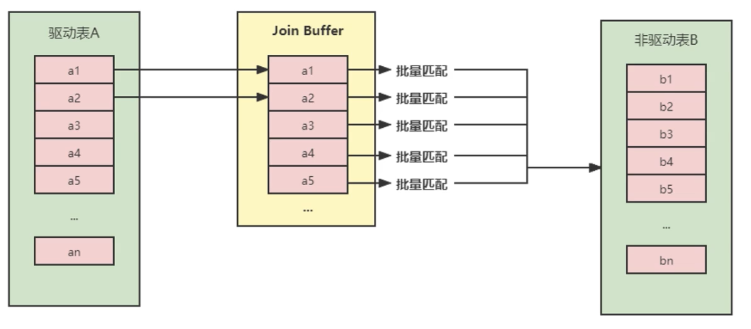 驱动表A
a1
a2
a3
a4
a5
...
an
Join Buffer
a1
a2
a3
a4
a5
...
批量匹配
批量匹配
批量匹配
批量匹配
批量匹配
非驱动表B
b1
b2
b3
b4
b5
...
bn